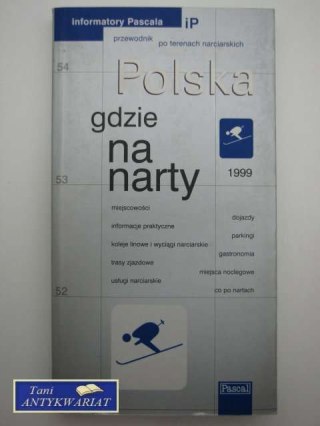 informatory Pascala iP
przewodnik po terenach narciarskich
54
Polska
gdzie
na
narty
1999
53
miejscowości
informacje praktyczne
koleje linowe i wyciągi narciarskie
trasy zjazdowe
usługi narciarskie
dojazdy
parkingi
gastronomia
miejsca noclegowe
co po nartach
52
Pascal
Tani
ANTYKWARIAT